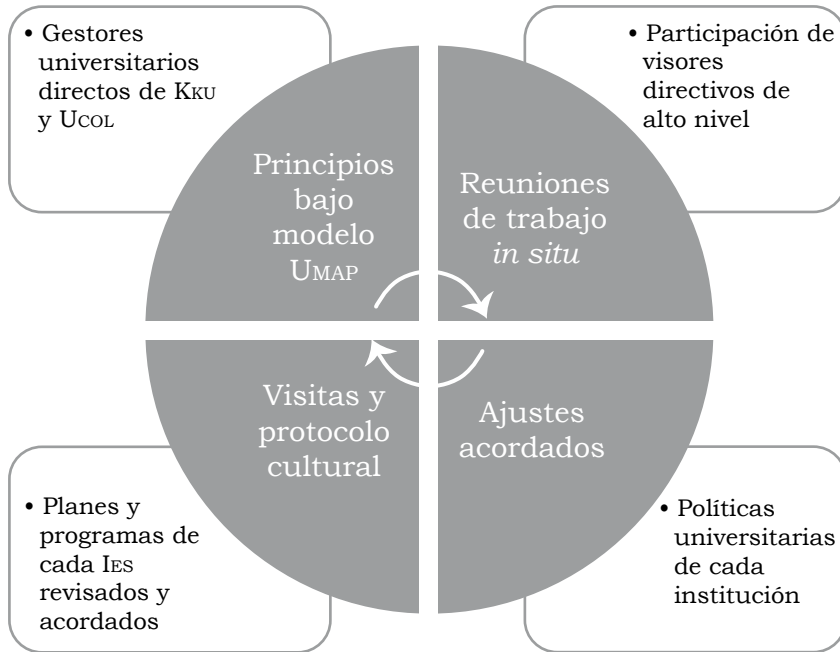 • Gestores
universitarios
directos de KKU
y UCOL
• Participación de
visores
directivos de
alto nivel
Principios
bajo
modelo
UMAP
Reuniones
de trabajo
in situ
Visitas y
protocolo
cultural
Ajustes
acordados
• Planes y
programas de
cada IES
revisados y
acordados
• Políticas
universitarias
de cada
institución